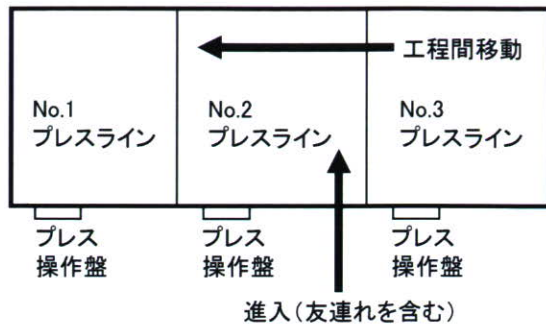 工程間移動
No.1
プレスライン
No.2
プレスライン
No.3
プレスライン
プレス
操作盤
プレス
操作盤
プレス
操作盤
進入(友連れを含む)